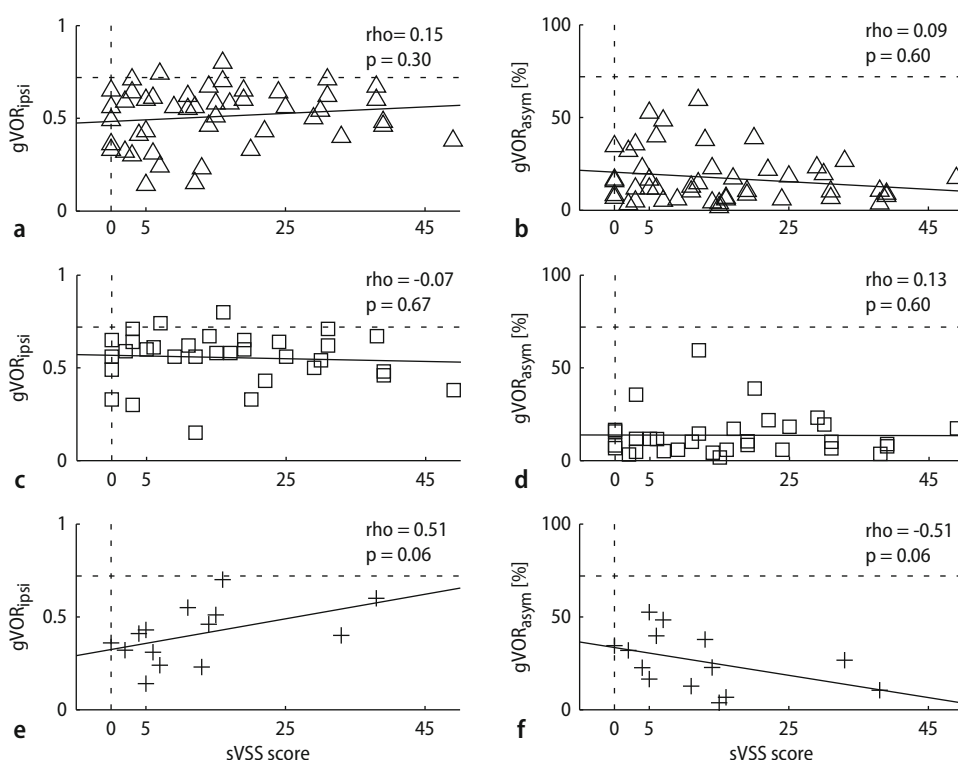 1
rho= 0.15
p = 0.30
gVORipsi
0.5
0
0
5
25
45
a
100
rho = 0.09
p = 0.60
gVORasym [%]
50
0
0
5
25
45
b
1
rho = -0.07
p = 0.67
gVORipsi
0.5
0
0
5
25
45
c
100
rho = 0.13
p = 0.60
gVORasym [%]
50
0
0
5
25
45
d
1
rho = 0.51
p = 0.06
gVORipsi
0.5
0
0
5
25
45
e
sVSS score
100
rho = -0.51
p = 0.06
gVORasym [%]
50
0
0
5
25
45
f
sVSS score